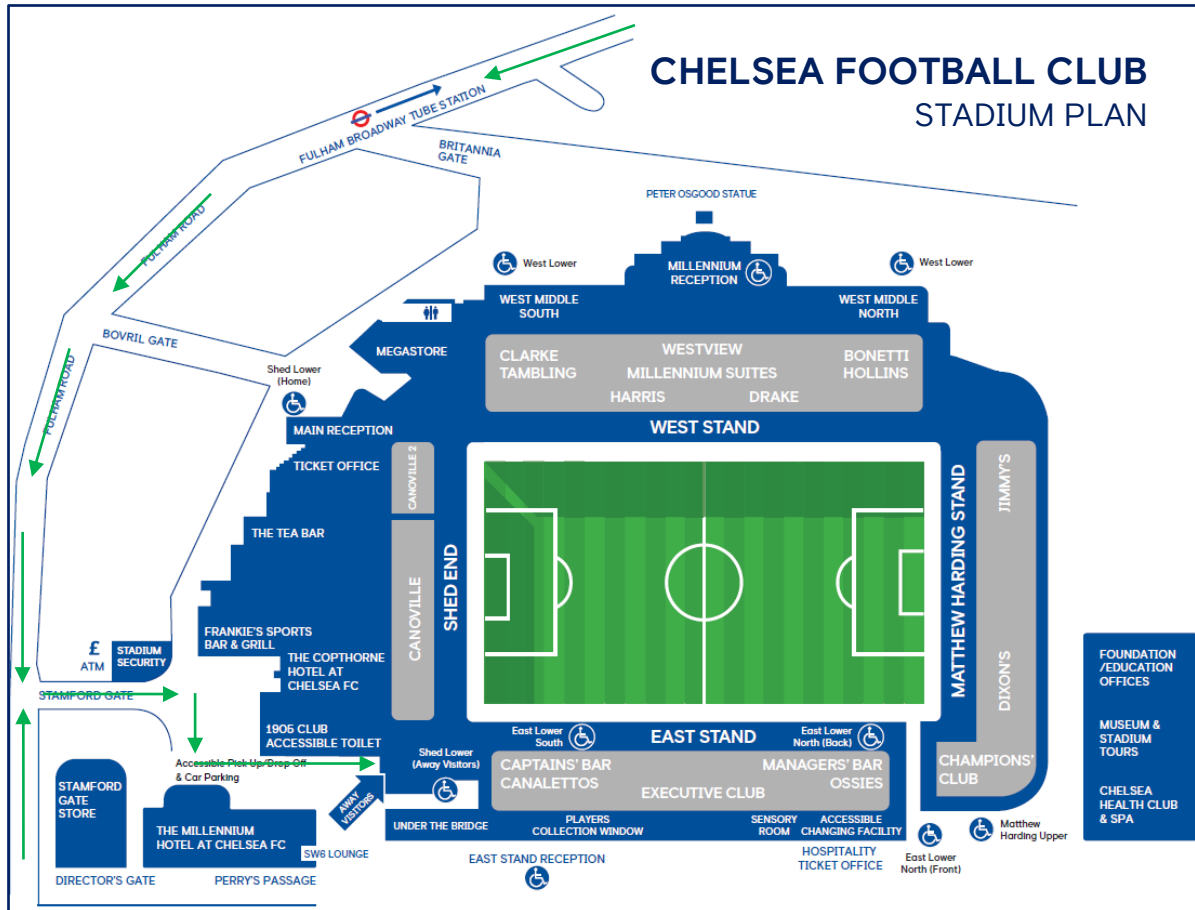 CHELSEA FOOTBALL CLUB
STADIUM PLAN
FULHAM BROADWAY TUBE STATION
BRITANNIA
GATE
PETER OSGOOD STATUE
FULHAM ROAD
West Lower
MILLENNIUM
RECEPTION
West Lower
WEST MIDDLE
SOUTH
WEST MIDDLE
NORTH
BOVRIL GATE
MEGASTORE
CLARKE
TAMBLING
WESTVIEW
MILLENNIUM SUITES
HARRIS
DRAKE
BONETTI
HOLLINS
FULHAM ROAD
Shed Lower
(Home)
MAIN RECEPTION
WEST STAND
TICKET OFFICE
CANOVILLE 2
JIMMY'S
THE TEA BAR
CANOVILLE
SHED END
MATTHEW HARDING STAND
DIXON'S
FRANKIE'S SPORTS
BAR & GRILL
£
ATM
STADIUM
SECURITY
THE COPTHORNE
HOTEL AT
CHELSEA FC
STAMFORD GATE
FOUNDATION
/EDUCATION
OFFICES
MUSEUM &
STADIUM
TOURS
CHELSEA
HEALTH CLUB
& SPA
1905 CLUB
ACCESSIBLE TOILET
East Lower
South
EAST STAND
East Lower
North (Back)
Shed Lower
(Away Visitors)
Accessible Pick Up/Drop Off
& Car Parking
CAPTAINS' BAR
CANALETTOS
EXECUTIVE CLUB
MANAGERS' BAR
OSSIES
CHAMPIONS'
CLUB
STAMFORD
GATE
STORE
AWAY
VISITORS
THE MILLENNIUM
HOTEL AT CHELSEA FC
UNDER THE BRIDGE
PLAYERS
COLLECTION WINDOW
SENSORY
ROOM
ACCESSIBLE
CHANGING FACILITY
Matthew
Harding Upper
SW6 LOUNGE
EAST STAND RECEPTION
HOSPITALITY
TICKET OFFICE
East Lower
North (Front)
DIRECTOR'S GATE
PERRY'S PASSAGE